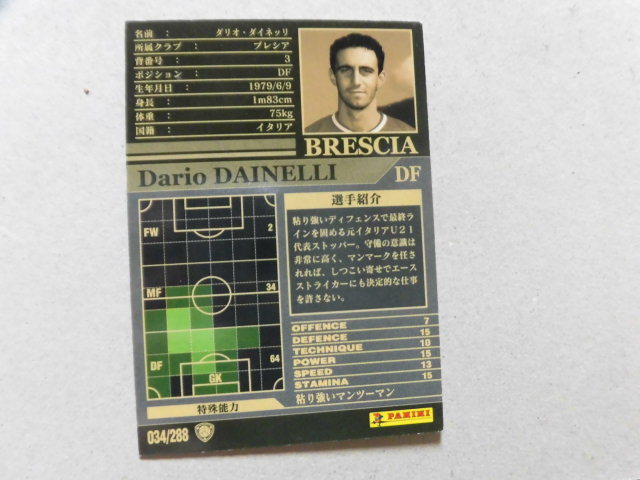 名前 : ダリオ・ダイネッリ
所属クラブ : ブレシア
背番号 : 3
ポジション : DF
生年月日 : 1979/6/9
身長 : 1m83cm
体重 : 75kg
国籍 : イタリア
BRESCIA
Dario DAINELLI DF
FW 2
MF 34
DF 64
GK
選手紹介
粘り強いディフェンスで最終ラ
インを固める元イタリアU21
代表ストッパー。守備の意識は
非常に高く、マンマークを任さ
れれば、しつこい寄せでエース
ストライカーにも決定的な仕事
を許さない。
OFFENCE 7
DEFENCE 15
TECHNIQUE 10
POWER 15
SPEED 13
STAMINA 15
特殊能力 粘り強いマンツーマン
034/288
PANINI